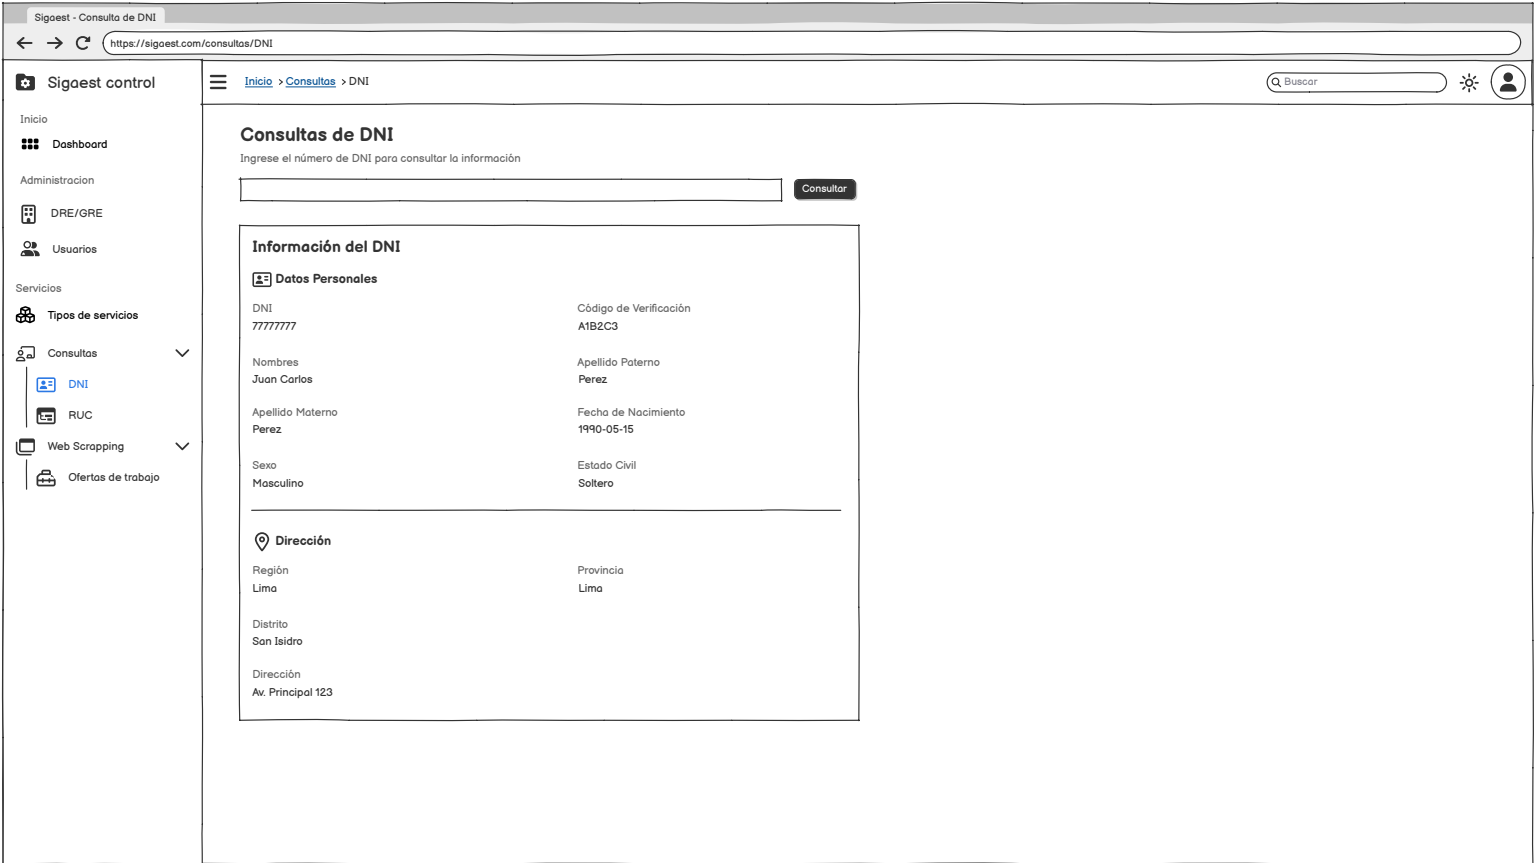 Sigaest - Consulta de DNI
https://sigaest.com/consultas/DNI
Sigaest control
Inicio
Dashboard
Administracion
DRE/GRE
Usuarios
Servicios
Tipos de servicios
Consultas
DNI
RUC
Web Scrapping
Ofertas de trabajo
Inicio > Consultas > DNI
Buscar
Consultas de DNI
Ingrese el número de DNI para consultar la información
Consultar
Información del DNI
Datos Personales
DNI Código de Verificación
77777777 A1B2C3
Nombres Apellido Paterno
Juan Carlos Perez
Apellido Materno Fecha de Nacimiento
Perez 1990-05-15
Sexo Estado Civil
Masculino Soltero
Dirección
Región Provincia
Lima Lima
Distrito
San Isidro
Dirección
Av. Principal 123